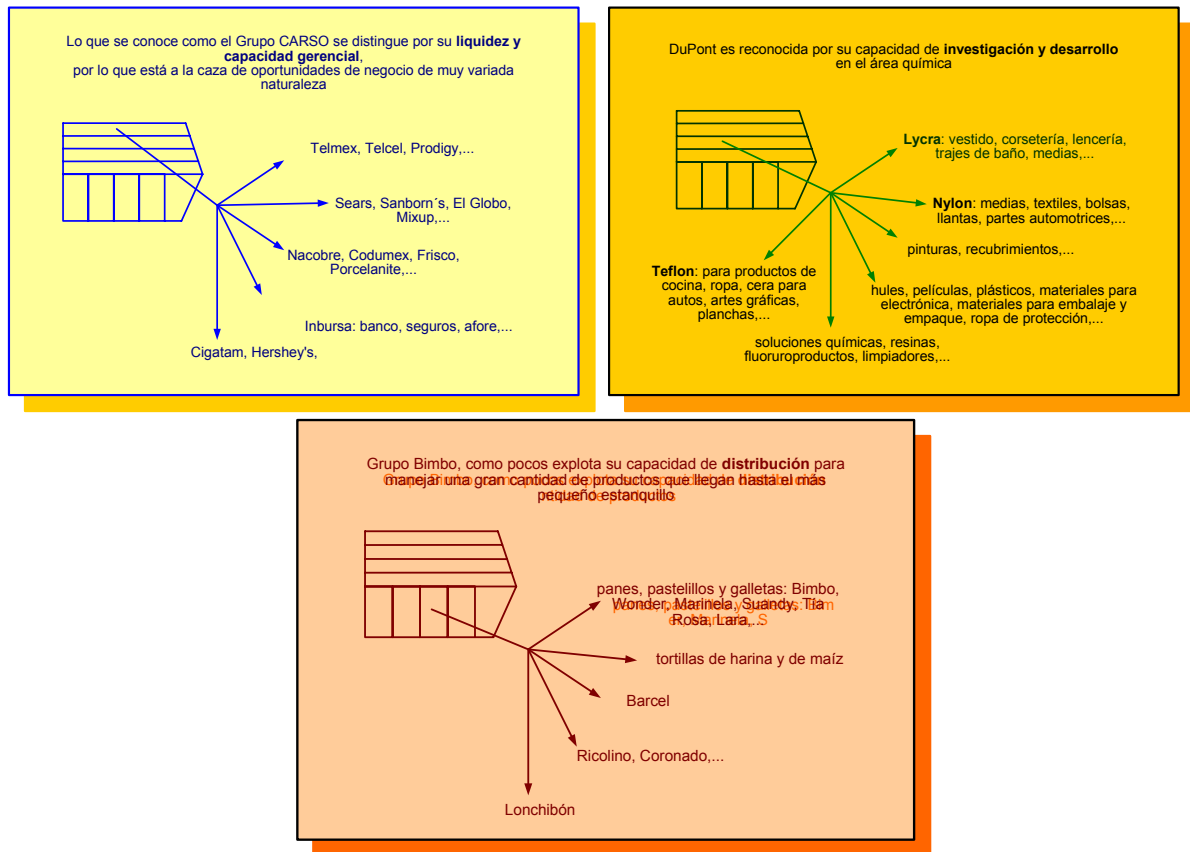 Lo que se conoce como el Grupo CARSO se distingue por su liquidez y
capacidad gerencial,
por lo que está a la caza de oportunidades de negocio de muy variada
naturaleza
Telmex, Telcel, Prodigy,...
Sears, Sanborn´s, El Globo,
Mixup,...
Nacobre, Codumex, Frisco,
Porcelanite,...
Inbursa: banco, seguros, afore,...
Cigatam, Hershey's,
DuPont es reconocida por su capacidad de investigación y desarrollo
en el área química
Lycra: vestido, corsetería, lencería,
trajes de baño, medias,...
Nylon: medias, textiles, bolsas,
llantas, partes automotrices,...
pinturas, recubrimientos,...
hules, películas, plásticos, materiales para
electrónica, materiales para embalaje y
empaque, ropa de protección,...
soluciones químicas, resinas,
fluoruroproductos, limpiadores,...
Teflon: para productos de
cocina, ropa, cera para
autos, artes gráficas,
planchas,...
Grupo Bimbo, como pocos explota su capacidad de distribución para
manejar una gran cantidad de productos que llegan hasta el más
pequeño estanquillo
panes, pastelillos y galletas: Bimbo,
Wonder, Marinela, Suandy, Tía
Rosa, Lara,...
tortillas de harina y de maíz
Barcel
Ricolino, Coronado,...
Lonchibón